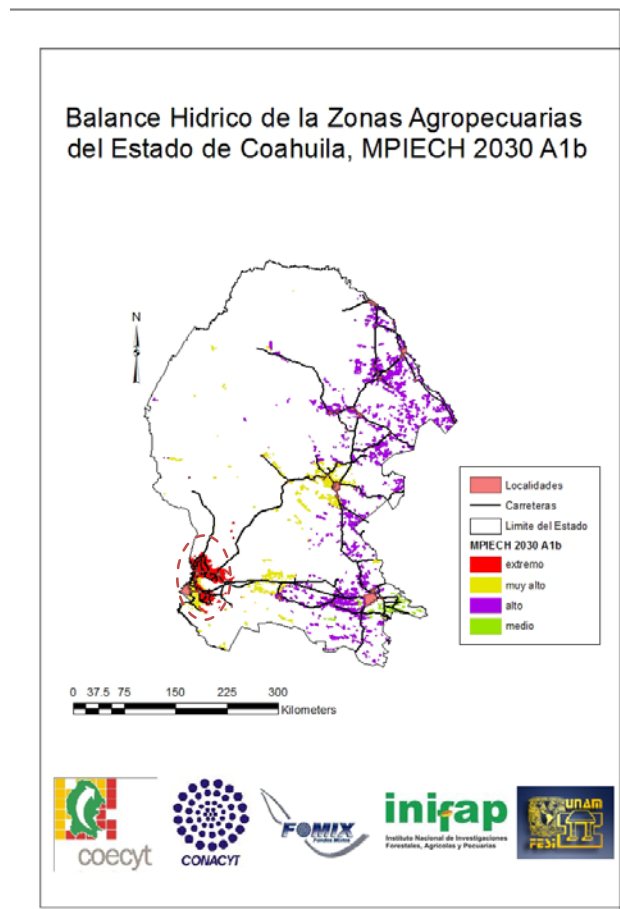 Balance Hidrico de la Zonas Agropecuarias
del Estado de Coahuila, MPIECH 2030 A1b
N
S
Localidades
Carreteras
Limite del Estado
MPIECH 2030 A1b
extremo
muy alto
alto
medio
0 37.5 75 150 225 300
Kilometers
coecyt
CONACYT
FOMIX
Fondos Mixtos
inifap
Instituto Nacional de Investigaciones
Forestales, Agrícolas y Pecuarias
UNAM
FESI